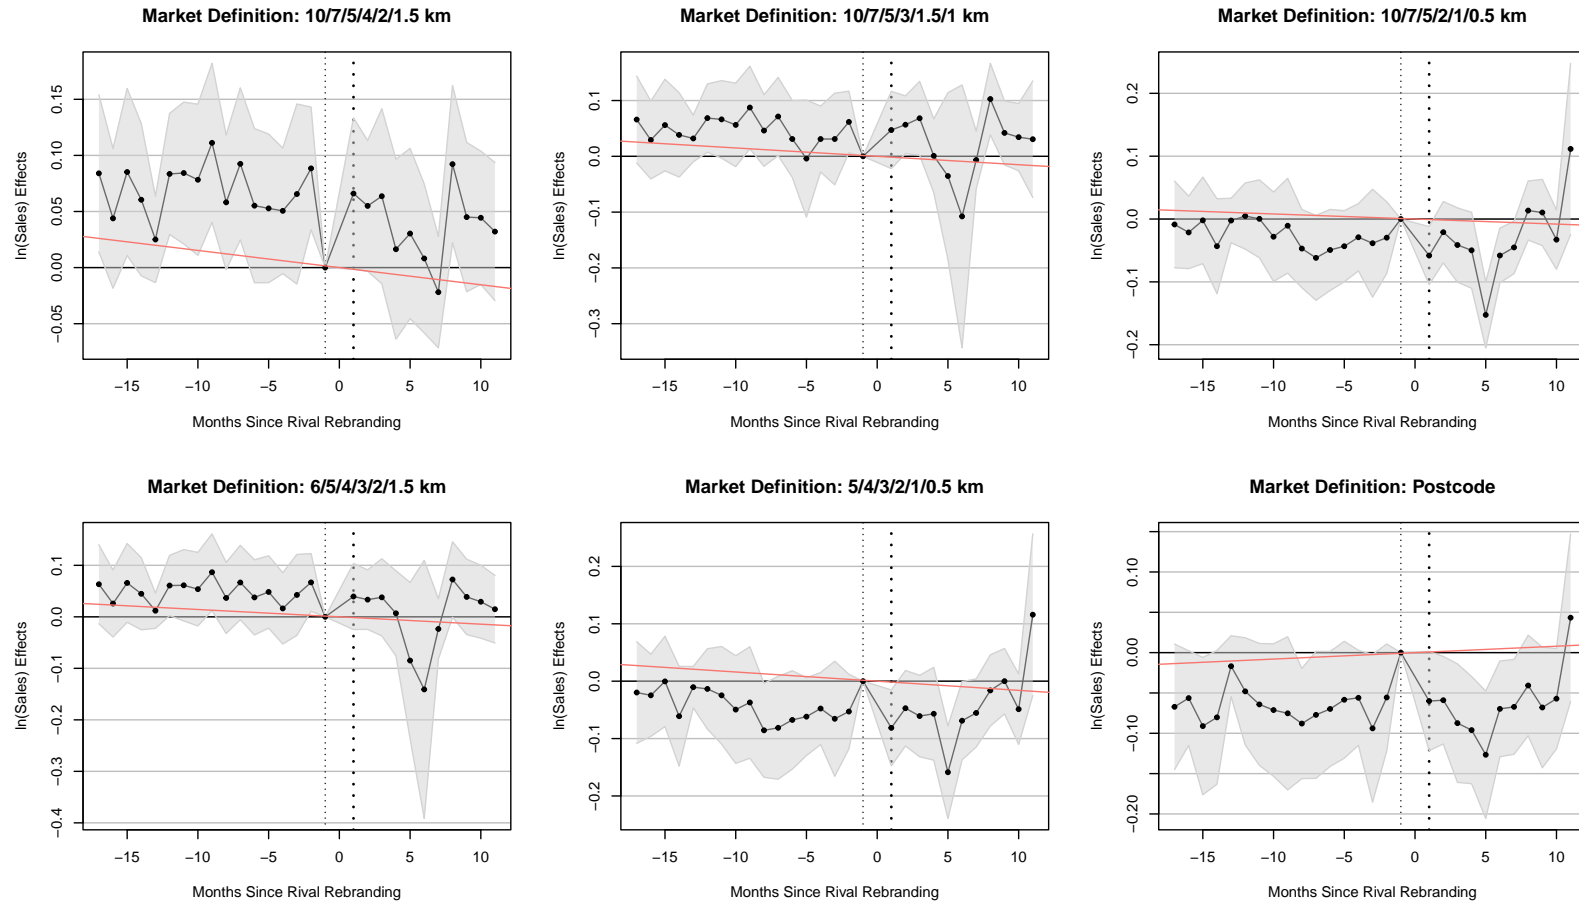 Market Definition: 10/7/5/4/2/1.5 km
ln(Sales) Effects
0.15
0.10
0.05
0.00
−0.05
−15 −10 −5 0 5 10
Months Since Rival Rebranding
Market Definition: 10/7/5/3/1.5/1 km
ln(Sales) Effects
0.1
0.0
−0.1
−0.2
−0.3
−15 −10 −5 0 5 10
Months Since Rival Rebranding
Market Definition: 10/7/5/2/1/0.5 km
ln(Sales) Effects
0.2
0.1
0.0
−0.1
−0.2
−15 −10 −5 0 5 10
Months Since Rival Rebranding
Market Definition: 6/5/4/3/2/1.5 km
ln(Sales) Effects
0.1
0.0
−0.1
−0.2
−0.3
−0.4
−15 −10 −5 0 5 10
Months Since Rival Rebranding
Market Definition: 5/4/3/2/1/0.5 km
ln(Sales) Effects
0.2
0.1
0.0
−0.1
−0.2
−15 −10 −5 0 5 10
Months Since Rival Rebranding
Market Definition: Postcode
ln(Sales) Effects
0.10
0.00
−0.10
−0.20
−15 −10 −5 0 5 10
Months Since Rival Rebranding